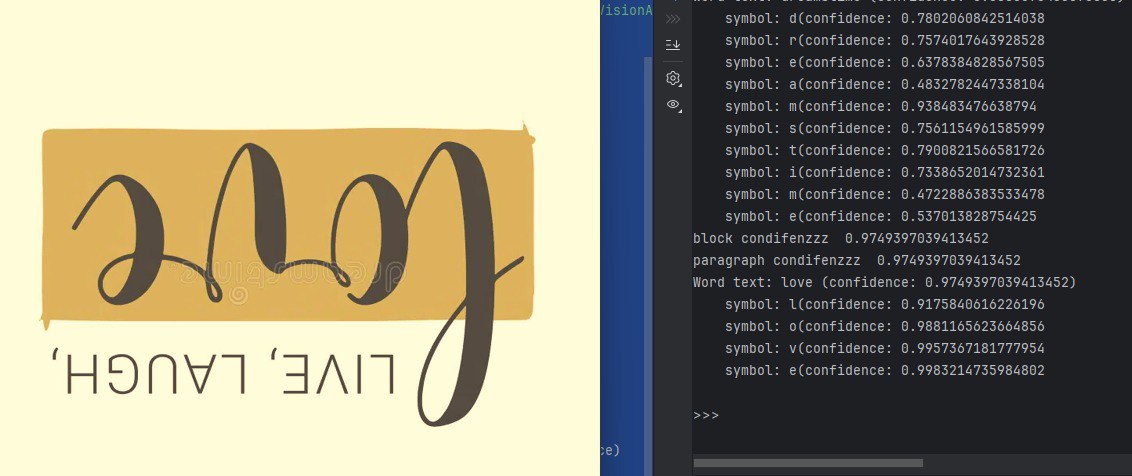 LIVE, LAUGH,
love
dreamstime
symbol: d(confidence: 0.7802060842514038
symbol: r(confidence: 0.7574017643928528
symbol: e(confidence: 0.6378384828567505
symbol: a(confidence: 0.4832782447338104
symbol: m(confidence: 0.938483476638794
symbol: s(confidence: 0.7561154961585999
symbol: t(confidence: 0.7900821566581726
symbol: i(confidence: 0.7338652014732361
symbol: m(confidence: 0.4722886383533478
symbol: e(confidence: 0.537013828754425
block condifenzzz  0.9749397039413452
paragraph condifenzzz  0.9749397039413452
Word text: love (confidence: 0.9749397039413452)
symbol: l(confidence: 0.9175840616226196
symbol: o(confidence: 0.9881165623664856
symbol: v(confidence: 0.9957367181777954
symbol: e(confidence: 0.9983214735984802
>>>